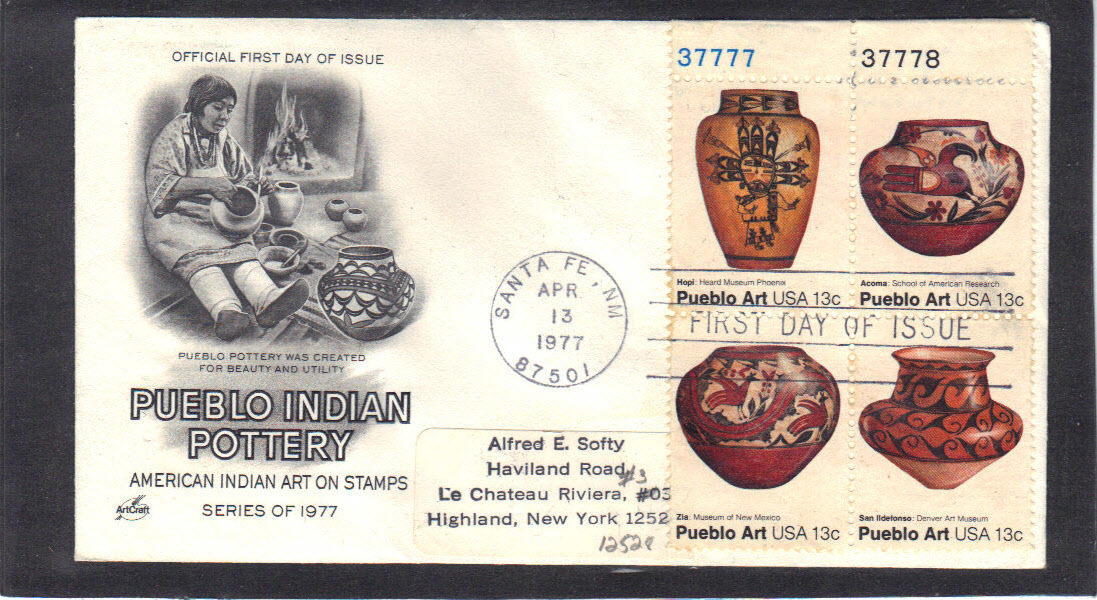 OFFICIAL FIRST DAY OF ISSUE
PUEBLO POTTERY WAS CREATED
FOR BEAUTY AND UTILITY
PUEBLO INDIAN
POTTERY
AMERICAN INDIAN ART ON STAMPS
ArtCraft
SERIES OF 1977
SANTA FE, NM
APR
13
1977
87501
Alfred E. Softy
Haviland Road
#3
Le Chateau Riviera, #03
Highland, New York 1252
12528
37777
37778
Hopi: Heard Museum Phoenix
Pueblo Art USA 13c
Acoma: School of American Research
Pueblo Art USA 13c
FIRST DAY OF ISSUE
Zia: Museum of New Mexico
Pueblo Art USA 13c
San Ildefonso: Denver Art Museum
Pueblo Art USA 13c